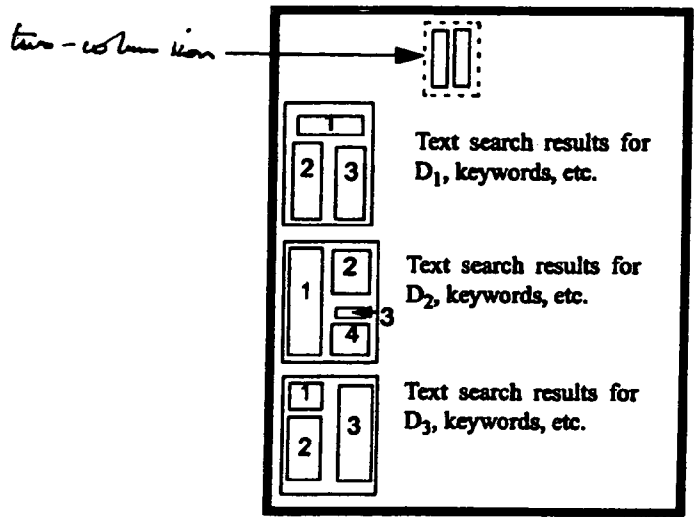 two-column icon
1
2 3
Text search results for
D1, keywords, etc.
1 2
3
4
Text search results for
D2, keywords, etc.
1
2 3
Text search results for
D3, keywords, etc.